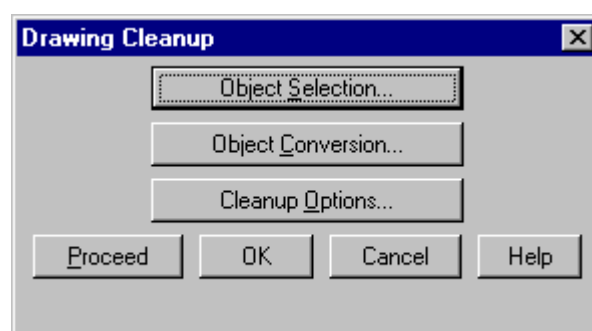 Drawing Cleanup
Object Selection...
Object Conversion...
Cleanup Options...
Proceed OK Cancel Help